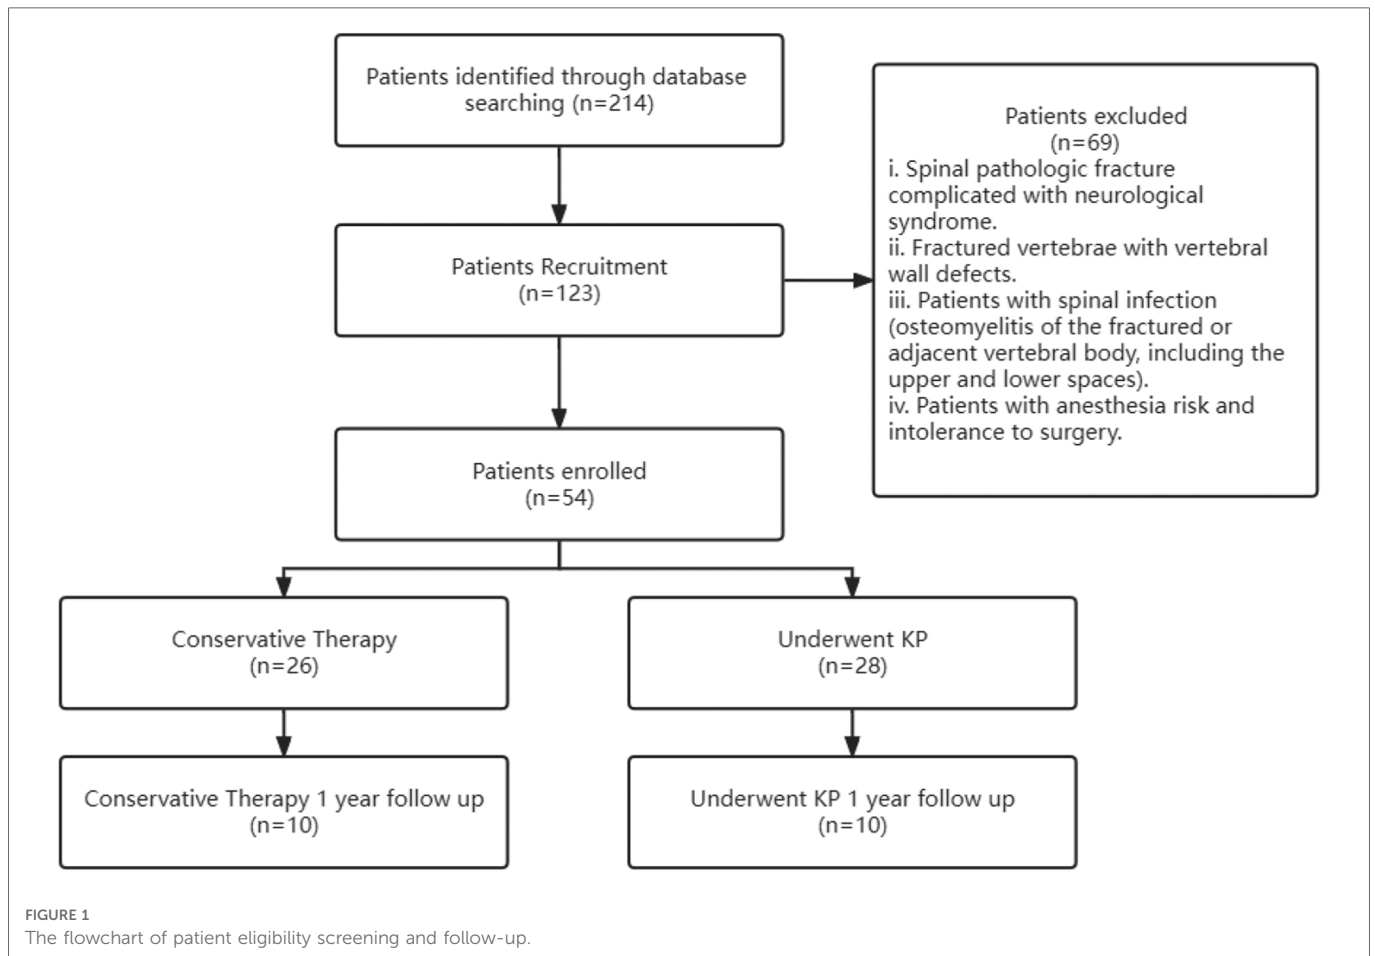 Patients identified through database
searching (n=214)
Patients excluded
(n=69)
i. Spinal pathologic fracture
complicated with neurological
syndrome.
ii. Fractured vertebrae with vertebral
wall defects.
iii. Patients with spinal infection
(osteomyelitis of the fractured or
adjacent vertebral body, including the
upper and lower spaces).
iv. Patients with anesthesia risk and
intolerance to surgery.
Patients Recruitment
(n=123)
Patients enrolled
(n=54)
Conservative Therapy
(n=26)
Underwent KP
(n=28)
Conservative Therapy 1 year follow up
(n=10)
Underwent KP 1 year follow up
(n=10)
FIGURE 1
The flowchart of patient eligibility screening and follow-up.